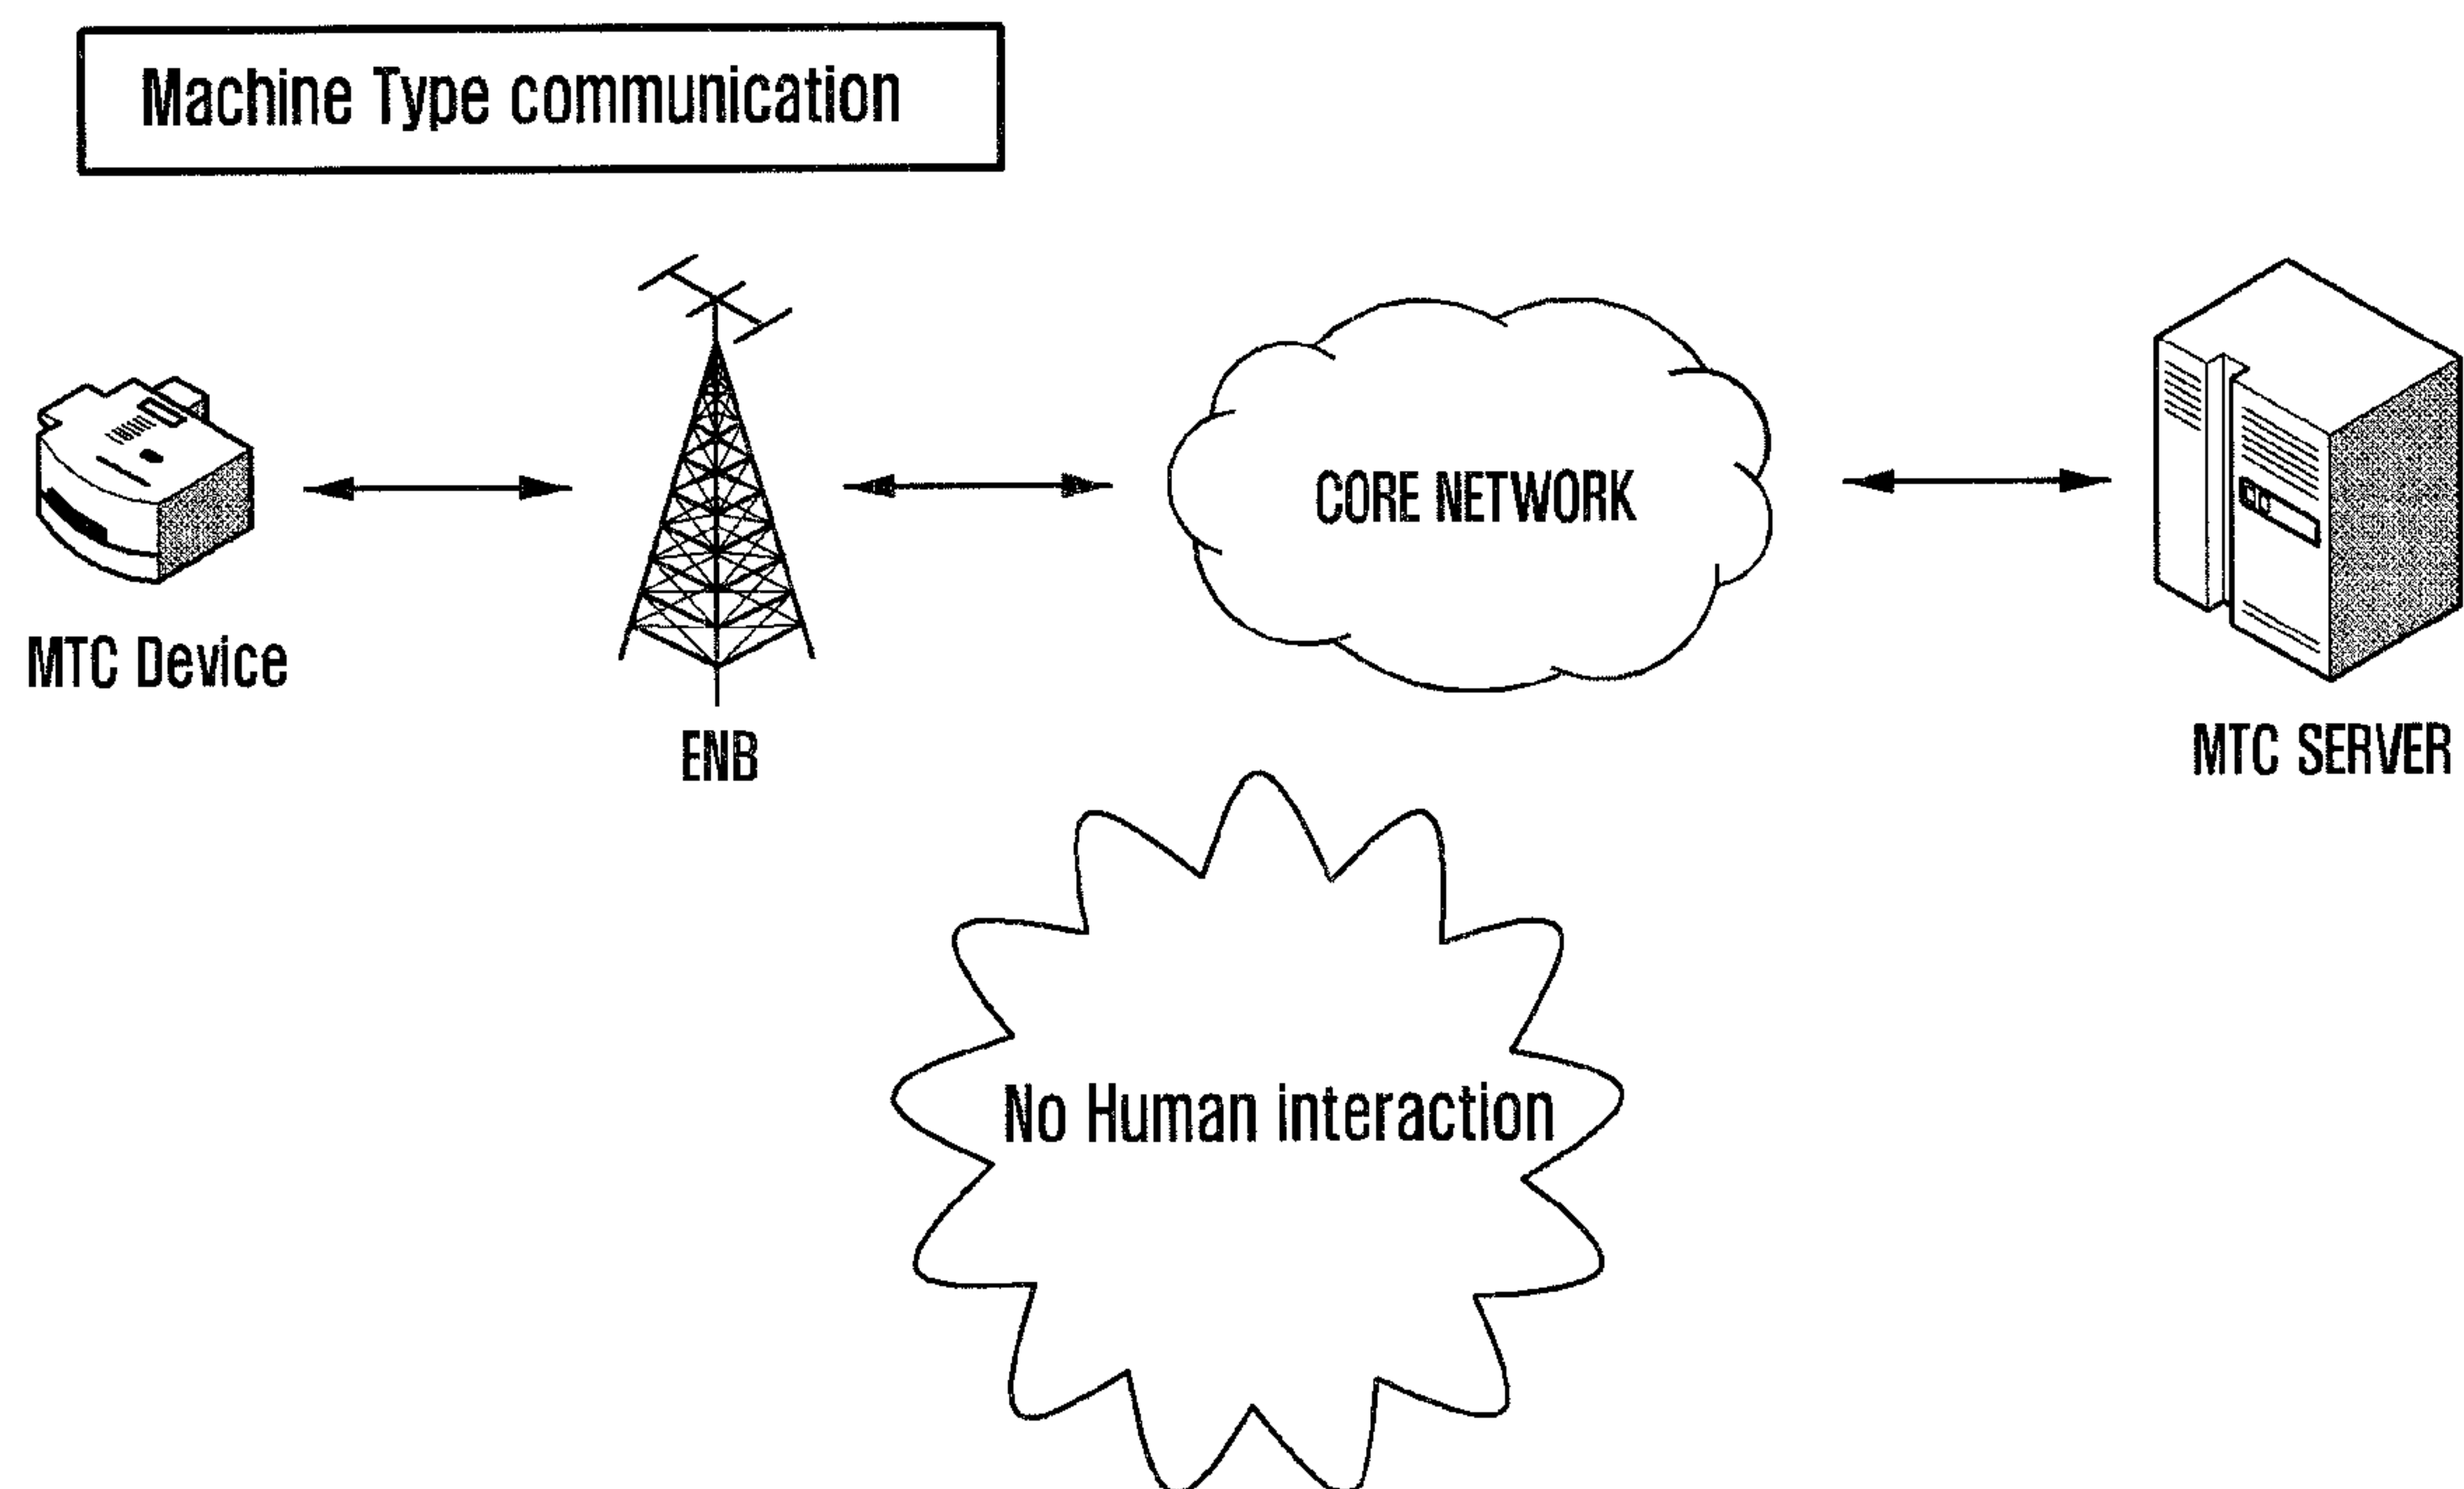 Machine Type communication
CORE NETWORK
MTC Device
ENB
MTC SERVER
No Human interaction